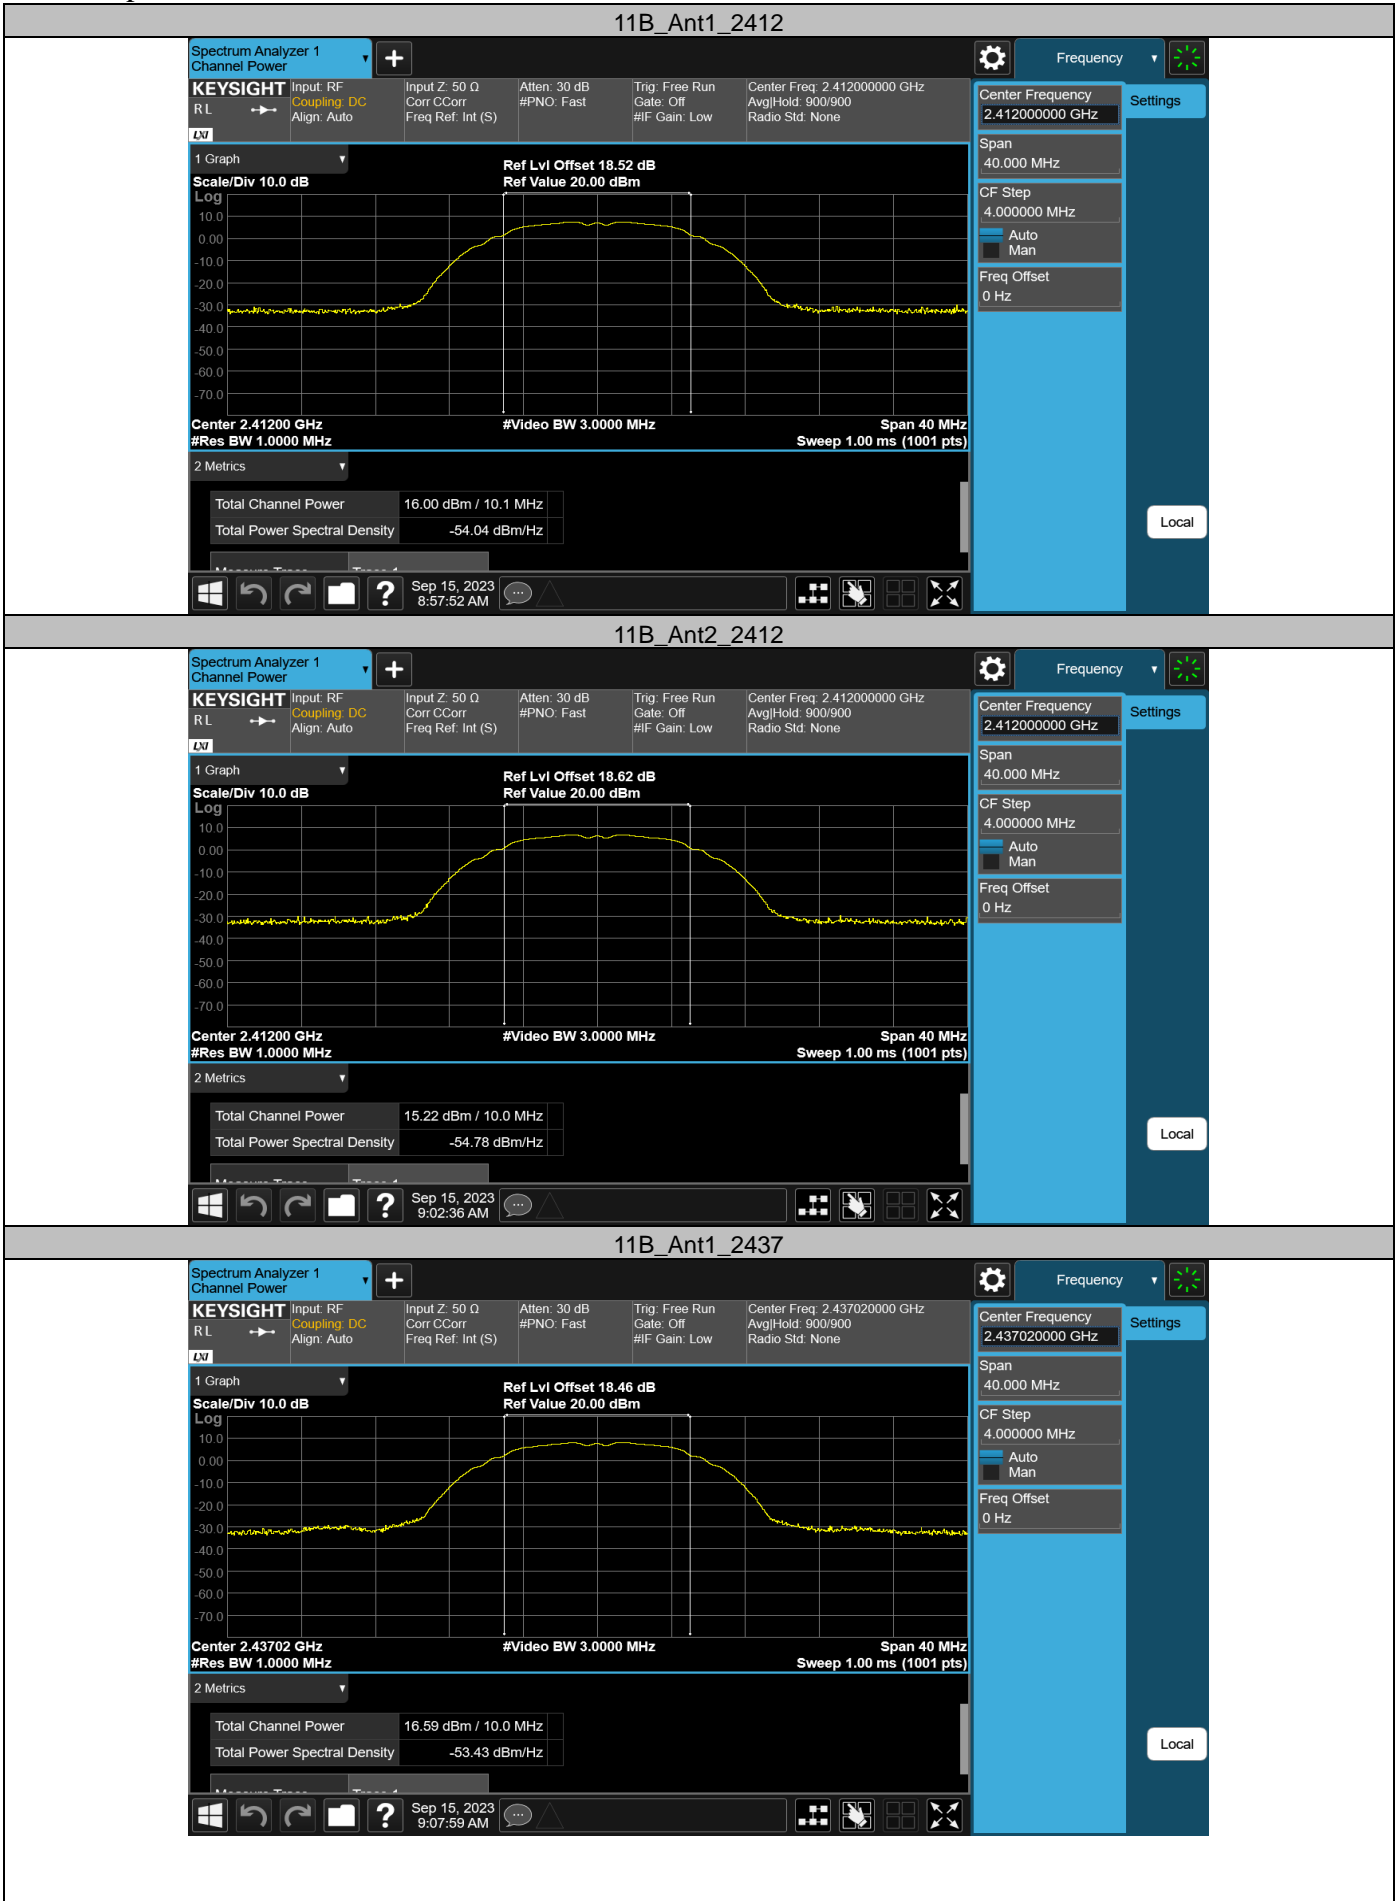 11B_Ant1_2412
Spectrum Analyzer 1
Channel Power
Frequency
KEYSIGHT
R L
LXI
Input: RF
Coupling: DC
Align: Auto
Input Z: 50 Ω
Corr CCorr
Freq Ref: Int (S)
Atten: 30 dB
#PNO: Fast
Trig: Free Run
Gate: Off
#IF Gain: Low
Center Freq: 2.412000000 GHz
Avg|Hold: 900/900
Radio Std: None
Center Frequency
2.412000000 GHz
Settings
Span
40.000 MHz
CF Step
4.000000 MHz
Auto
Man
Freq Offset
0 Hz
Local
1 Graph
Scale/Div 10.0 dB
Ref Lvl Offset 18.52 dB
Ref Value 20.00 dBm
Log
10.0
0.00
-10.0
-20.0
-30.0
-40.0
-50.0
-60.0
-70.0
Center 2.41200 GHz
#Video BW 3.0000 MHz
Span 40 MHz
#Res BW 1.0000 MHz
Sweep 1.00 ms (1001 pts)
2 Metrics
Total Channel Power 16.00 dBm / 10.1 MHz
Total Power Spectral Density -54.04 dBm/Hz
Sep 15, 2023
8:57:52 AM
11B_Ant2_2412
Spectrum Analyzer 1
Channel Power
Frequency
KEYSIGHT
R L
LXI
Input: RF
Coupling: DC
Align: Auto
Input Z: 50 Ω
Corr CCorr
Freq Ref: Int (S)
Atten: 30 dB
#PNO: Fast
Trig: Free Run
Gate: Off
#IF Gain: Low
Center Freq: 2.412000000 GHz
Avg|Hold: 900/900
Radio Std: None
Center Frequency
2.412000000 GHz
Settings
Span
40.000 MHz
CF Step
4.000000 MHz
Auto
Man
Freq Offset
0 Hz
Local
1 Graph
Scale/Div 10.0 dB
Ref Lvl Offset 18.62 dB
Ref Value 20.00 dBm
Log
10.0
0.00
-10.0
-20.0
-30.0
-40.0
-50.0
-60.0
-70.0
Center 2.41200 GHz
#Video BW 3.0000 MHz
Span 40 MHz
#Res BW 1.0000 MHz
Sweep 1.00 ms (1001 pts)
2 Metrics
Total Channel Power 15.22 dBm / 10.0 MHz
Total Power Spectral Density -54.78 dBm/Hz
Sep 15, 2023
9:02:36 AM
11B_Ant1_2437
Spectrum Analyzer 1
Channel Power
Frequency
KEYSIGHT
R L
LXI
Input: RF
Coupling: DC
Align: Auto
Input Z: 50 Ω
Corr CCorr
Freq Ref: Int (S)
Atten: 30 dB
#PNO: Fast
Trig: Free Run
Gate: Off
#IF Gain: Low
Center Freq: 2.437020000 GHz
Avg|Hold: 900/900
Radio Std: None
Center Frequency
2.437020000 GHz
Settings
Span
40.000 MHz
CF Step
4.000000 MHz
Auto
Man
Freq Offset
0 Hz
Local
1 Graph
Scale/Div 10.0 dB
Ref Lvl Offset 18.46 dB
Ref Value 20.00 dBm
Log
10.0
0.00
-10.0
-20.0
-30.0
-40.0
-50.0
-60.0
-70.0
Center 2.43702 GHz
#Video BW 3.0000 MHz
Span 40 MHz
#Res BW 1.0000 MHz
Sweep 1.00 ms (1001 pts)
2 Metrics
Total Channel Power 16.59 dBm / 10.0 MHz
Total Power Spectral Density -53.43 dBm/Hz
Sep 15, 2023
9:07:59 AM